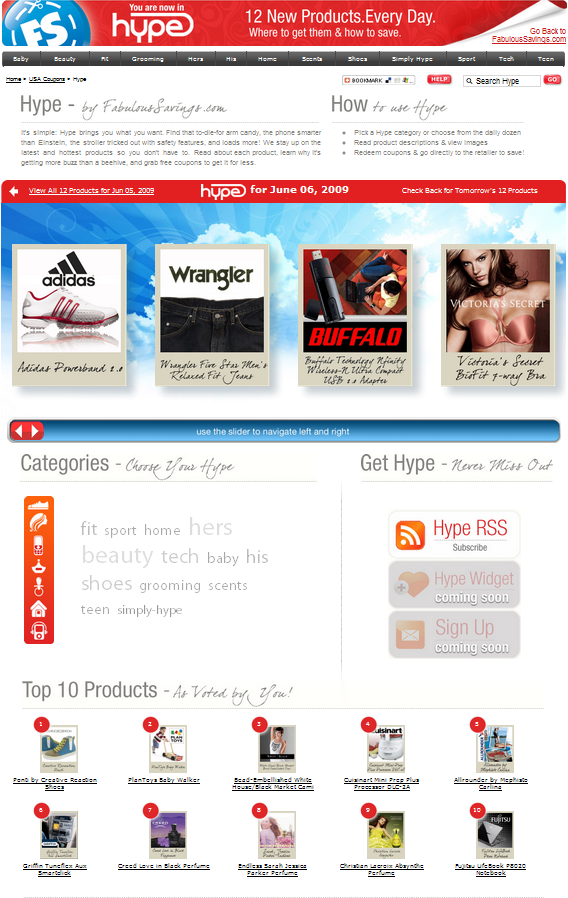 FS
You are now in
hype
12 New Products.Every Day.
Where to get them & how to save.
Go Back to
FabulousSavings.com
Baby Beauty Fit Grooming Hers His Home Scents Simply Hype Shoes Sport Tech Teen
Home > USA Coupons > Hype
BOOKMARK
HELP
Search Hype
GO
Hype - by FabulousSavings.com
How to use Hype
It's simple: Hype brings you what you want. Find that to-die-for arm candy, the phone smarter
than Einstein, the stroller tricked out with safety features, and loads more! We stay up on the
latest and hottest products so you don't have to. Read about each product, learn why it's
getting more buzz than a beehive, and grab free coupons to get it for less.
Pick a Hype category or choose from the daily dozen
Read product descriptions & view images
Redeem coupons & go directly to the retailer to save!
View All 12 Products for Jun 05, 2009
hype for June 06, 2009
Check Back for Tomorrow's 12 Products
adidas
Adidas Powerband 2.0
Wrangler
Wrangler Five Star Men's
Relaxed Fit Jeans
BUFFALO
Buffalo Technology Nfinity
Wireless-N Ultra Compact
USB 2.0 Adapter
VICTORIA'S SECRET
Victoria's Secret
BioFit 7-way Bra
use the slider to navigate left and right
Categories - Choose Your Hype
fit sport home hers
beauty tech baby his
shoes grooming scents
teen simply-hype
Get Hype - Never Miss Out
Hype RSS
Subscribe
Hype Widget
coming soon
Sign Up
coming soon
Top 10 Products - As Voted by You!
1
Ponti by Creative Reaction
Shoes
2
PLAN TOYS
PlanToys Baby Walker
3
Bead-Embellished White
House/Black Market Cami
4
Cuisinart
Cuisinart Mini Prep Plus
Processor DLC-2A
5
Allrounder by Mephisto
Carlina
6
Griffin Tuneflex Aux
Smartclick
7
Creed Love in Black Perfume
8
Endless Sarah Jessica
Parker Perfume
9
Christian Lacroix Absynthe
Perfume
10
FUJITSU
Fujitsu LifeBook P8020
Notebook